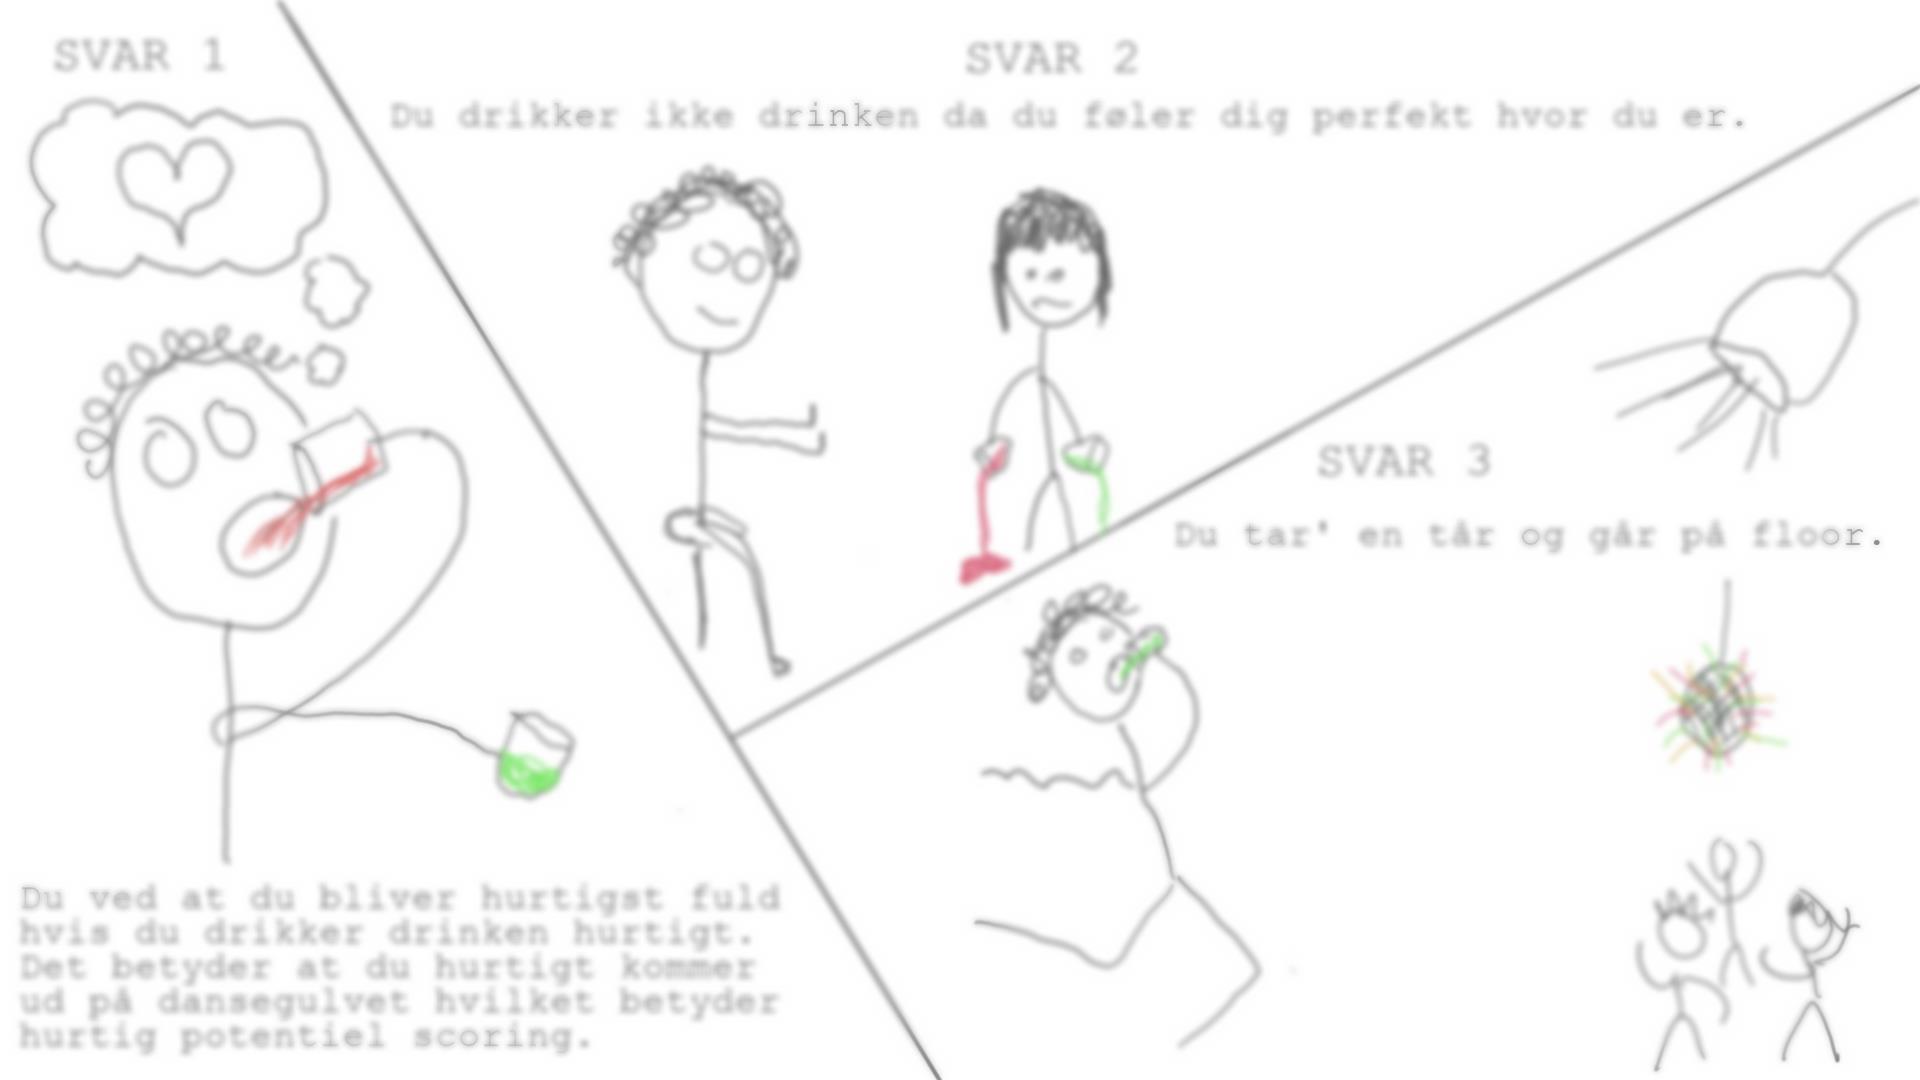 SVAR 1
Du ved at du bliver hurtigst fuld
hvis du drikker drinken hurtigt.
Det betyder at du hurtigt kommer
ud på dansegulvet hvilket betyder
hurtig potentiel scoring.
SVAR 2
Du drikker ikke drinken da du føler dig perfekt hvor du er.
SVAR 3
Du tar' en tår og går på floor.